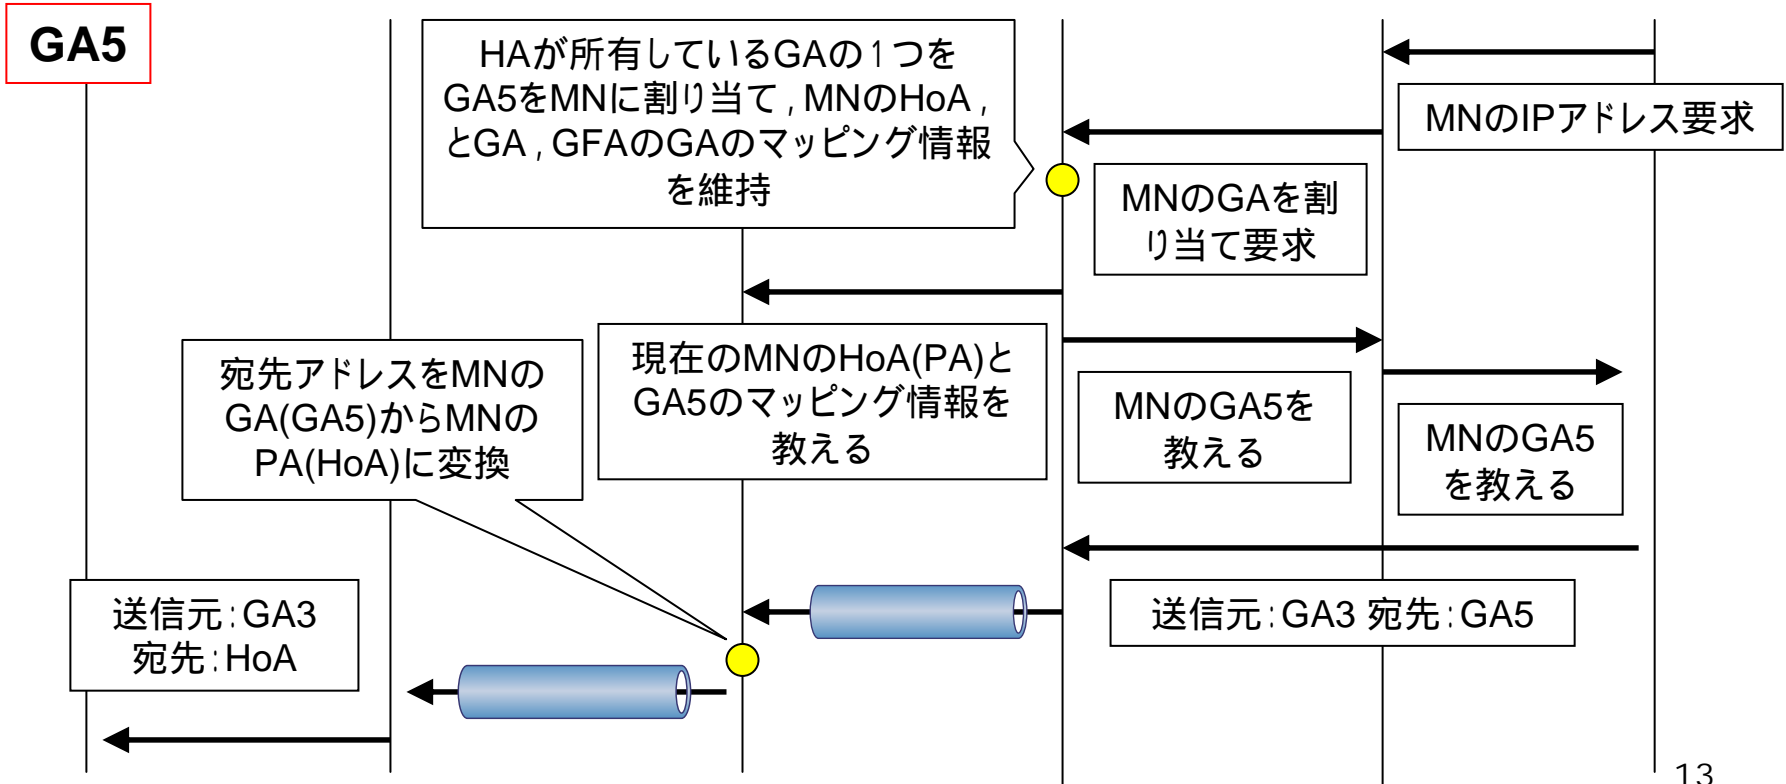 GA5
HAが所有しているGAの1つを
GA5をMNに割り当て,MNのHoA,
とGA,GFAのGAのマッピング情報
を維持
MNのIPアドレス要求
MNのGAを割
り当て要求
宛先アドレスをMNの
GA(GA5)からMNの
PA(HoA)に変換
現在のMNのHoA(PA)と
GA5のマッピング情報を
教える
MNのGA5を
教える
MNのGA5
を教える
送信元:GA3
宛先:HoA
送信元:GA3 宛先:GA5
13